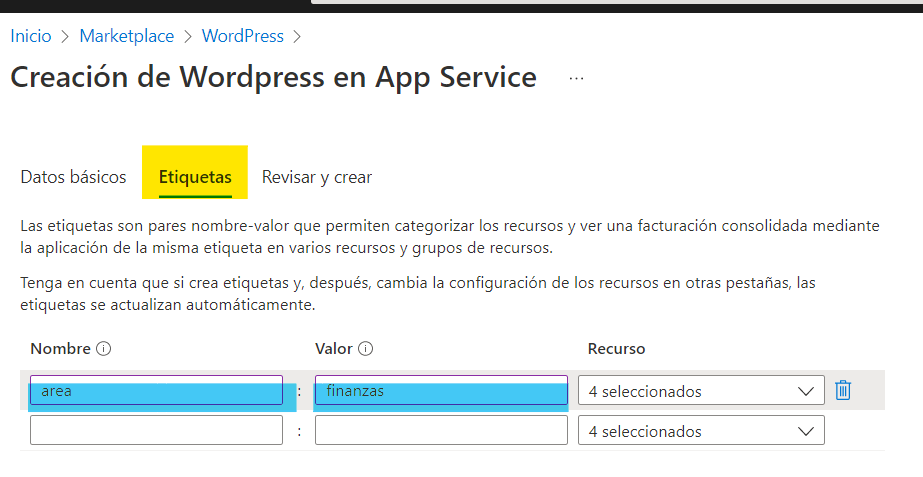 Inicio > Marketplace > WordPress >
Creación de Wordpress en App Service ...
Datos básicos Etiquetas Revisar y crear
Las etiquetas son pares nombre-valor que permiten categorizar los recursos y ver una facturación consolidada mediante
la aplicación de la misma etiqueta en varios recursos y grupos de recursos.
Tenga en cuenta que si crea etiquetas y, después, cambia la configuración de los recursos en otras pestañas, las
etiquetas se actualizan automáticamente.
Nombre Valor Recurso
area : finanzas 4 seleccionados
: 4 seleccionados